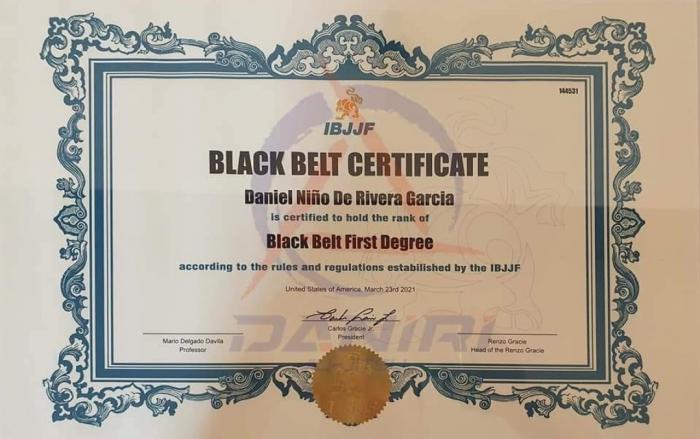 144531
IBJJF
BLACK BELT CERTIFICATE
Daniel Niño De Rivera Garcia
is certified to hold the rank of
Black Belt First Degree
according to the rules and regulations estabilished by the IBJJF
United States of America, March 23rd 2021
Carlos Gracie Jr.
President
Mario Delgado Davila
Professor
Renzo Gracie
Head of the Renzo Gracie
DANIRI